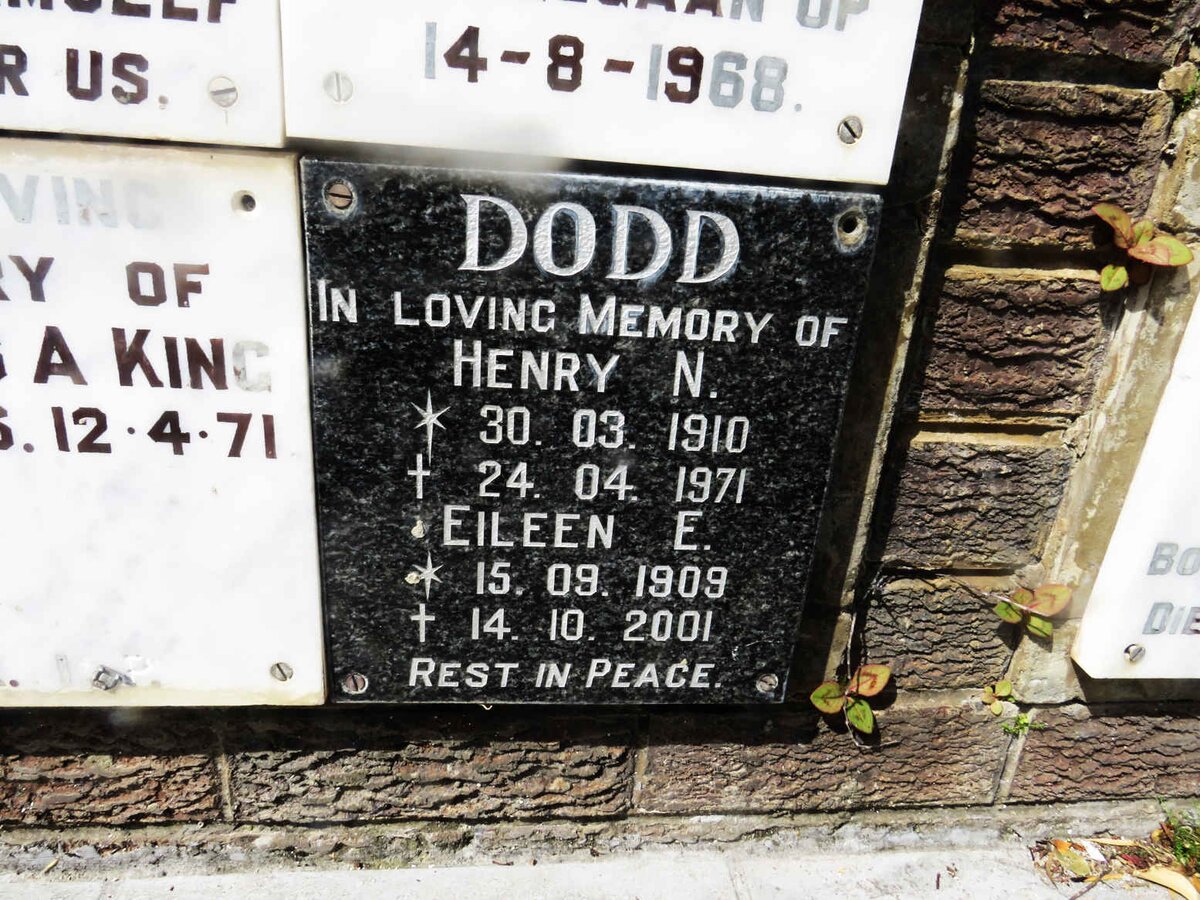 US.
OP
14-8-1968.
OF
A KING
12·4·71
DODD
IN LOVING MEMORY OF
HENRY N.
30. 03. 1910
† 24. 04. 1971
EILEEN E.
15. 09. 1909
† 14. 10. 2001
REST IN PEACE.